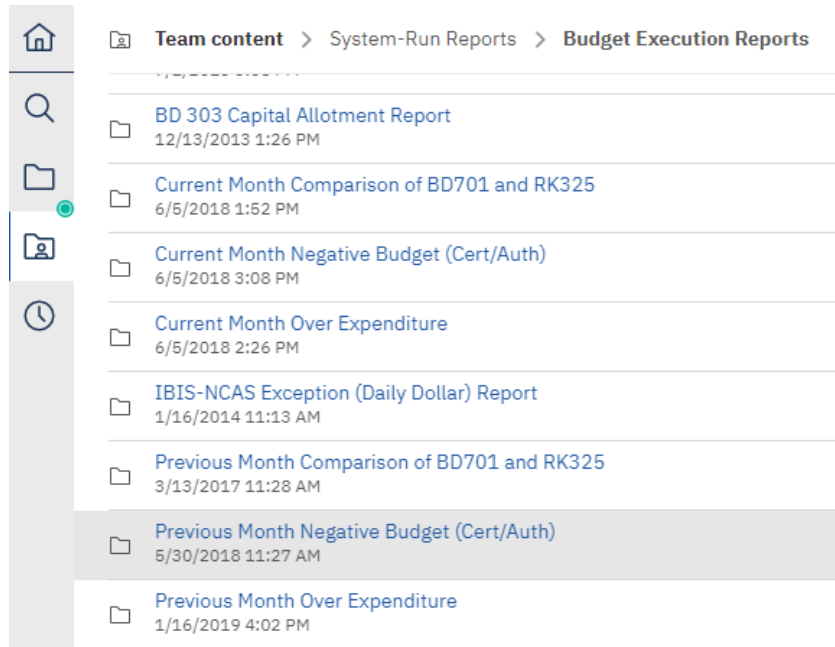 Team content > System-Run Reports > Budget Execution Reports
BD 303 Capital Allotment Report
12/13/2013 1:26 PM
Current Month Comparison of BD701 and RK325
6/5/2018 1:52 PM
Current Month Negative Budget (Cert/Auth)
6/5/2018 3:08 PM
Current Month Over Expenditure
6/5/2018 2:26 PM
IBIS-NCAS Exception (Daily Dollar) Report
1/16/2014 11:13 AM
Previous Month Comparison of BD701 and RK325
3/13/2017 11:28 AM
Previous Month Negative Budget (Cert/Auth)
5/30/2018 11:27 AM
Previous Month Over Expenditure
1/16/2019 4:02 PM